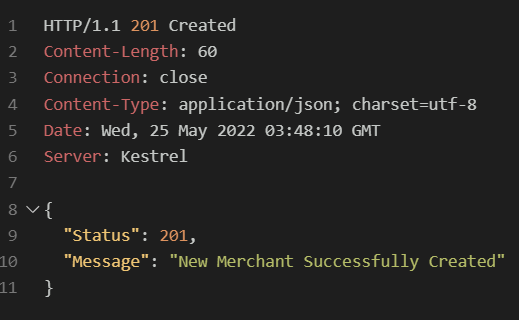 1 HTTP/1.1 201 Created
2 Content-Length: 60
3 Connection: close
4 Content-Type: application/json; charset=utf-8
5 Date: Wed, 25 May 2022 03:48:10 GMT
6 Server: Kestrel
7
8 {
9 "Status": 201,
10 "Message": "New Merchant Successfully Created"
11 }